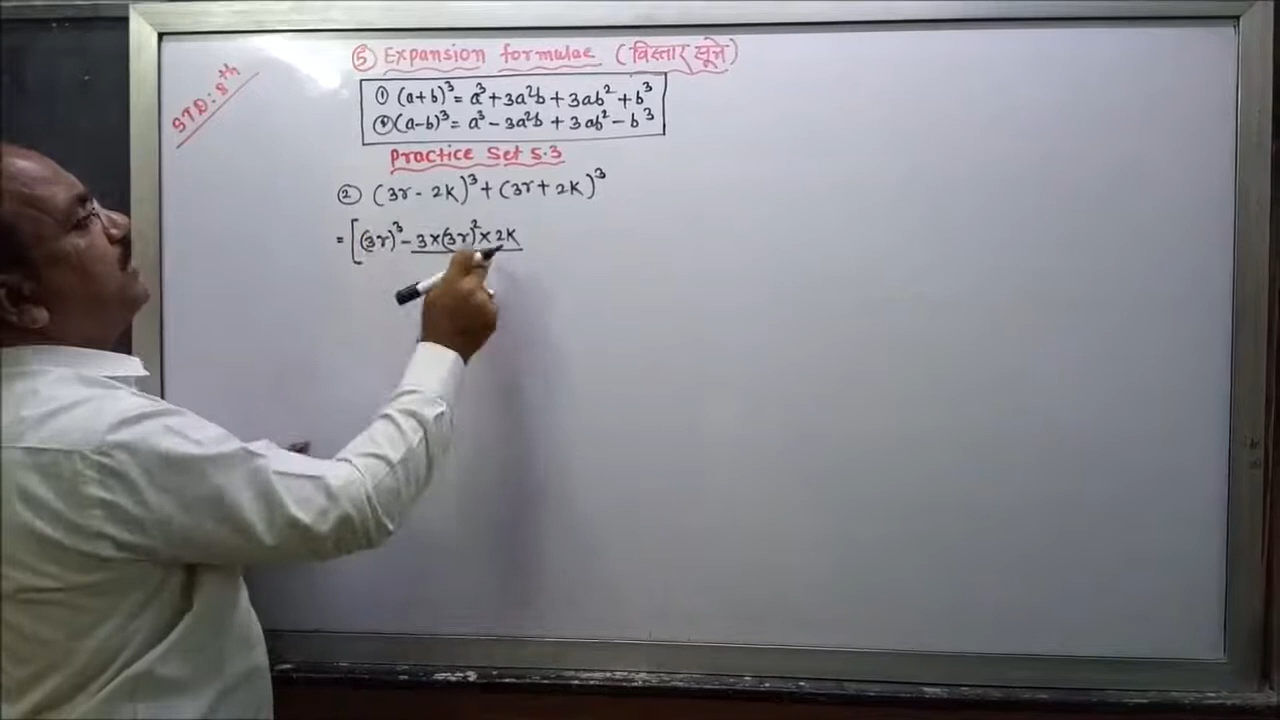 ⑤ Expansion formulae (विस्तार सूत्रे)
STD: 8th
① (a+b)³ = a³ + 3a²b + 3ab² + b³
② (a-b)³ = a³ - 3a²b + 3ab² - b³
Practice Set 5.3
② (3r - 2K)³ + (3r + 2K)³
= [(3r)³ - 3×(3r)²×2K